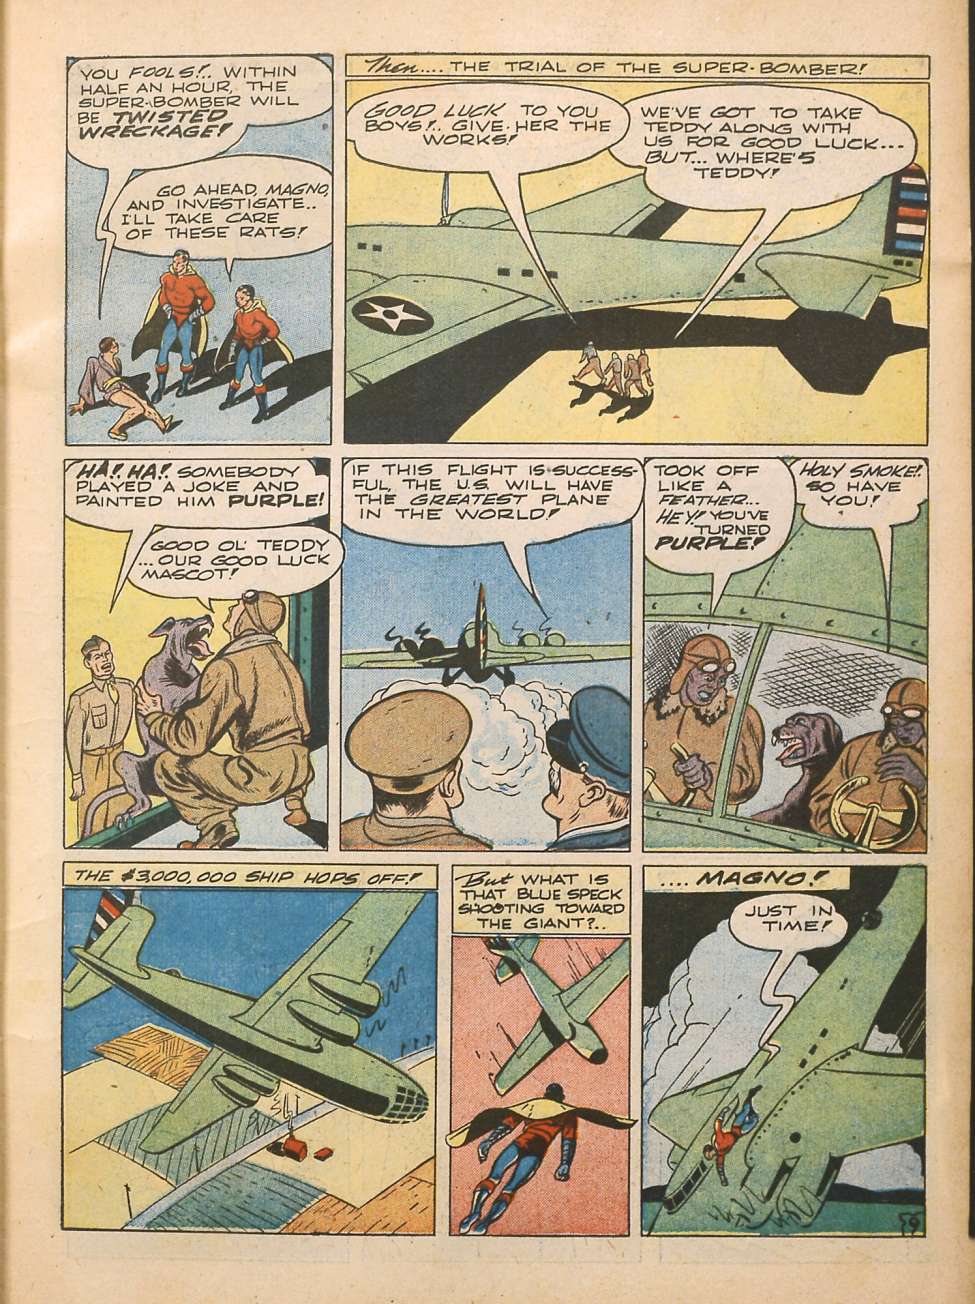 YOU FOOLS!.. WITHIN
HALF AN HOUR, THE
SUPER-BOMBER WILL
BE TWISTED
WRECKAGE!
GO AHEAD, MAGNO,
AND INVESTIGATE..
I'LL TAKE CARE
OF THESE RATS!
Then.... THE TRIAL OF THE SUPER-BOMBER!
GOOD LUCK TO YOU
BOYS!.. GIVE HER THE
WORKS!
WE'VE GOT TO TAKE
TEDDY ALONG WITH
US FOR GOOD LUCK...
BUT... WHERE'S
TEDDY?
HA! HA! SOMEBODY
PLAYED A JOKE AND
PAINTED HIM PURPLE!
GOOD OL' TEDDY
...OUR GOOD LUCK
MASCOT!
IF THIS FLIGHT IS SUCCESS-
FUL, THE U.S. WILL HAVE
THE GREATEST PLANE
IN THE WORLD!
TOOK OFF
LIKE A
FEATHER...
HEY! YOU'VE
TURNED
PURPLE!
HOLY SMOKE!
SO HAVE
YOU!
THE $3,000,000 SHIP HOPS OFF!
But WHAT IS
THAT BLUE SPECK
SHOOTING TOWARD
THE GIANT?..
.... MAGNO!
JUST IN
TIME!
9